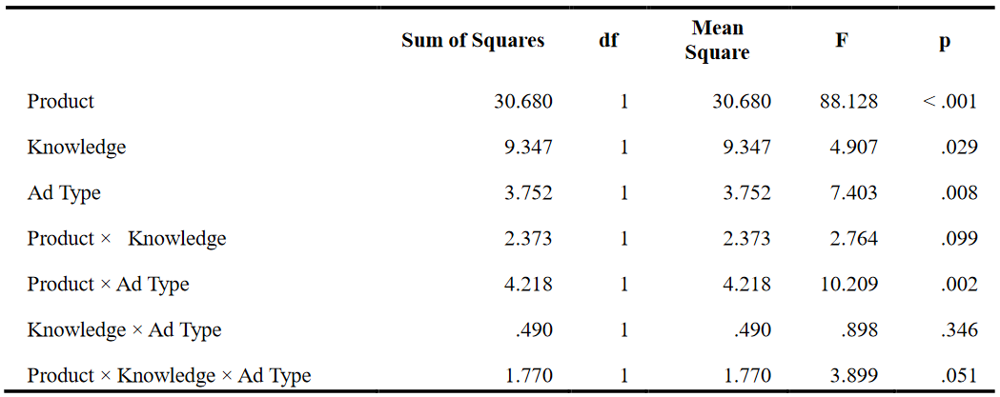 Sum of Squares df Mean Square F p
Product 30.680 1 30.680 88.128 < .001
Knowledge 9.347 1 9.347 4.907 .029
Ad Type 3.752 1 3.752 7.403 .008
Product × Knowledge 2.373 1 2.373 2.764 .099
Product × Ad Type 4.218 1 4.218 10.209 .002
Knowledge × Ad Type .490 1 .490 .898 .346
Product × Knowledge × Ad Type 1.770 1 1.770 3.899 .051